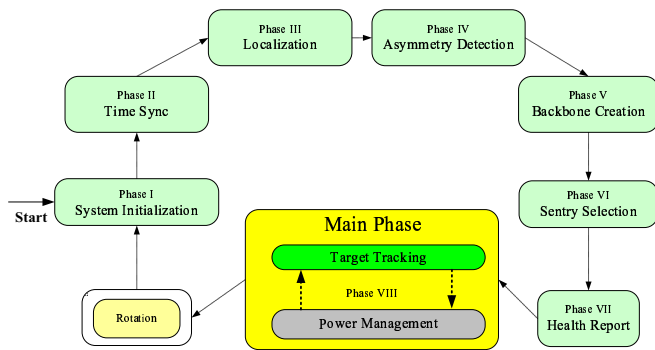 Start
Phase I
System Initialization
Phase II
Time Sync
Phase III
Localization
Phase IV
Asymmetry Detection
Phase V
Backbone Creation
Phase VI
Sentry Selection
Phase VII
Health Report
Main Phase
Target Tracking
Phase VIII
Power Management
Rotation